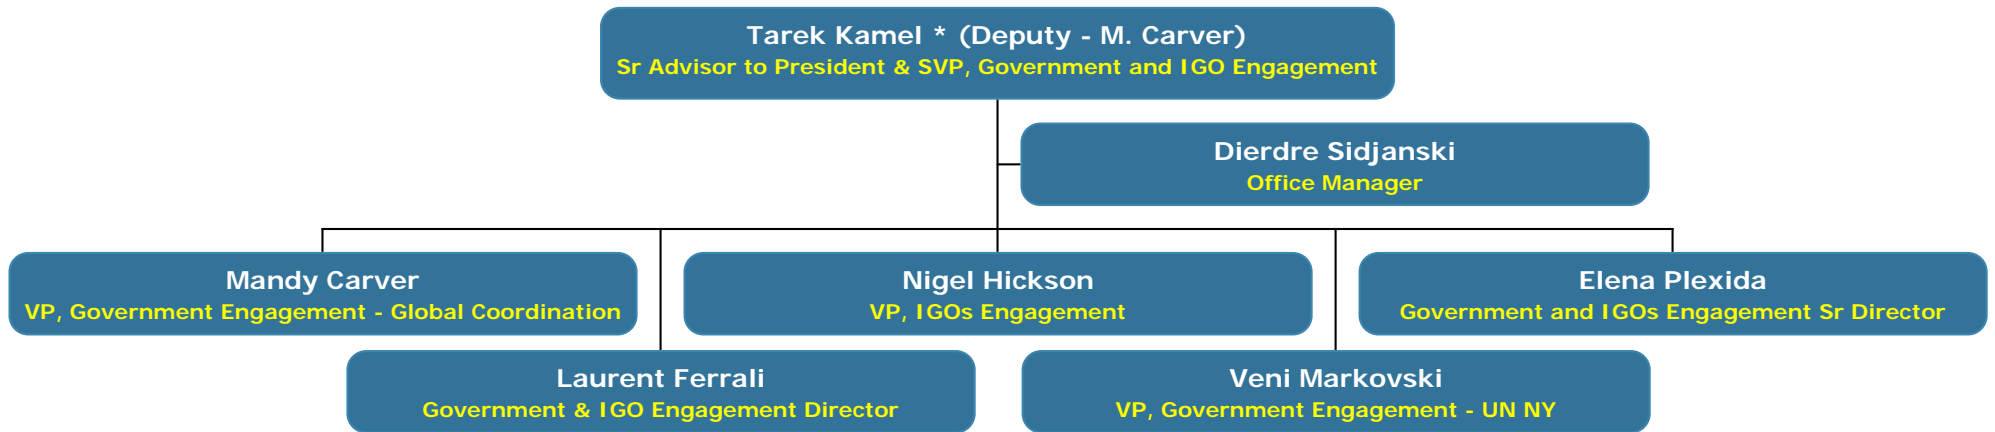 Tarek Kamel * (Deputy - M. Carver)
Sr Advisor to President & SVP, Government and IGO Engagement
Dierdre Sidjanski
Office Manager
Mandy Carver
VP, Government Engagement - Global Coordination
Nigel Hickson
VP, IGOs Engagement
Elena Plexida
Government and IGOs Engagement Sr Director
Laurent Ferrali
Government & IGO Engagement Director
Veni Markovski
VP, Government Engagement - UN NY